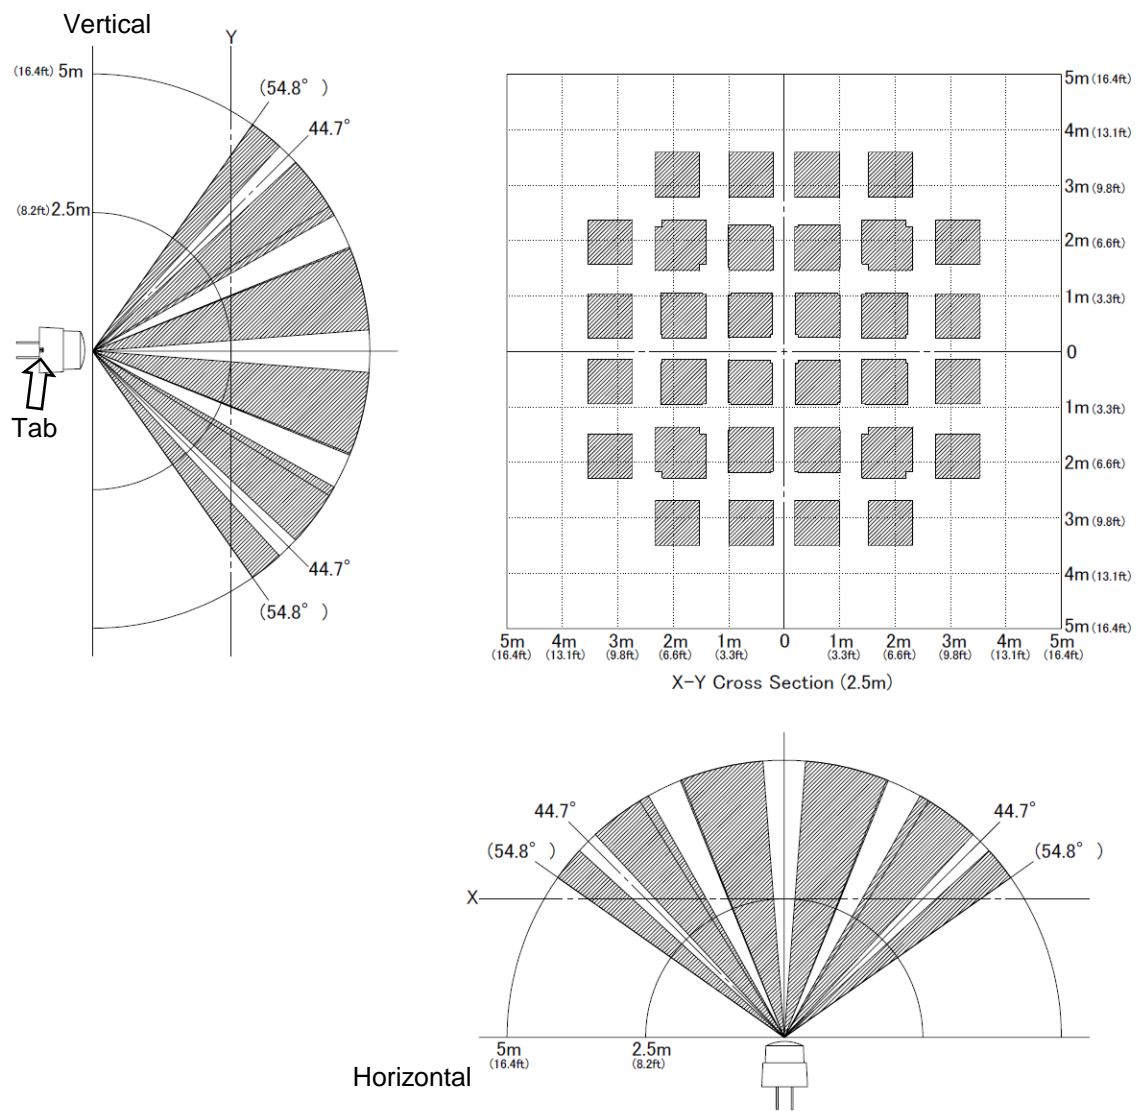 Vertical
Y
(16.4ft) 5m
(54.8° )
44.7°
(8.2ft) 2.5m
Tab
44.7°
(54.8° )
5m (16.4ft)
4m (13.1ft)
3m (9.8ft)
2m (6.6ft)
1m (3.3ft)
0
1m (3.3ft)
2m (6.6ft)
3m (9.8ft)
4m (13.1ft)
5m (16.4ft)
5m 4m 3m 2m 1m 0 1m 2m 3m 4m 5m
(16.4ft) (13.1ft) (9.8ft) (6.6ft) (3.3ft) (3.3ft) (6.6ft) (9.8ft) (13.1ft) (16.4ft)
X-Y Cross Section (2.5m)
44.7° 44.7°
(54.8° ) (54.8° )
X
5m 2.5m
(16.4ft) (8.2ft)
Horizontal